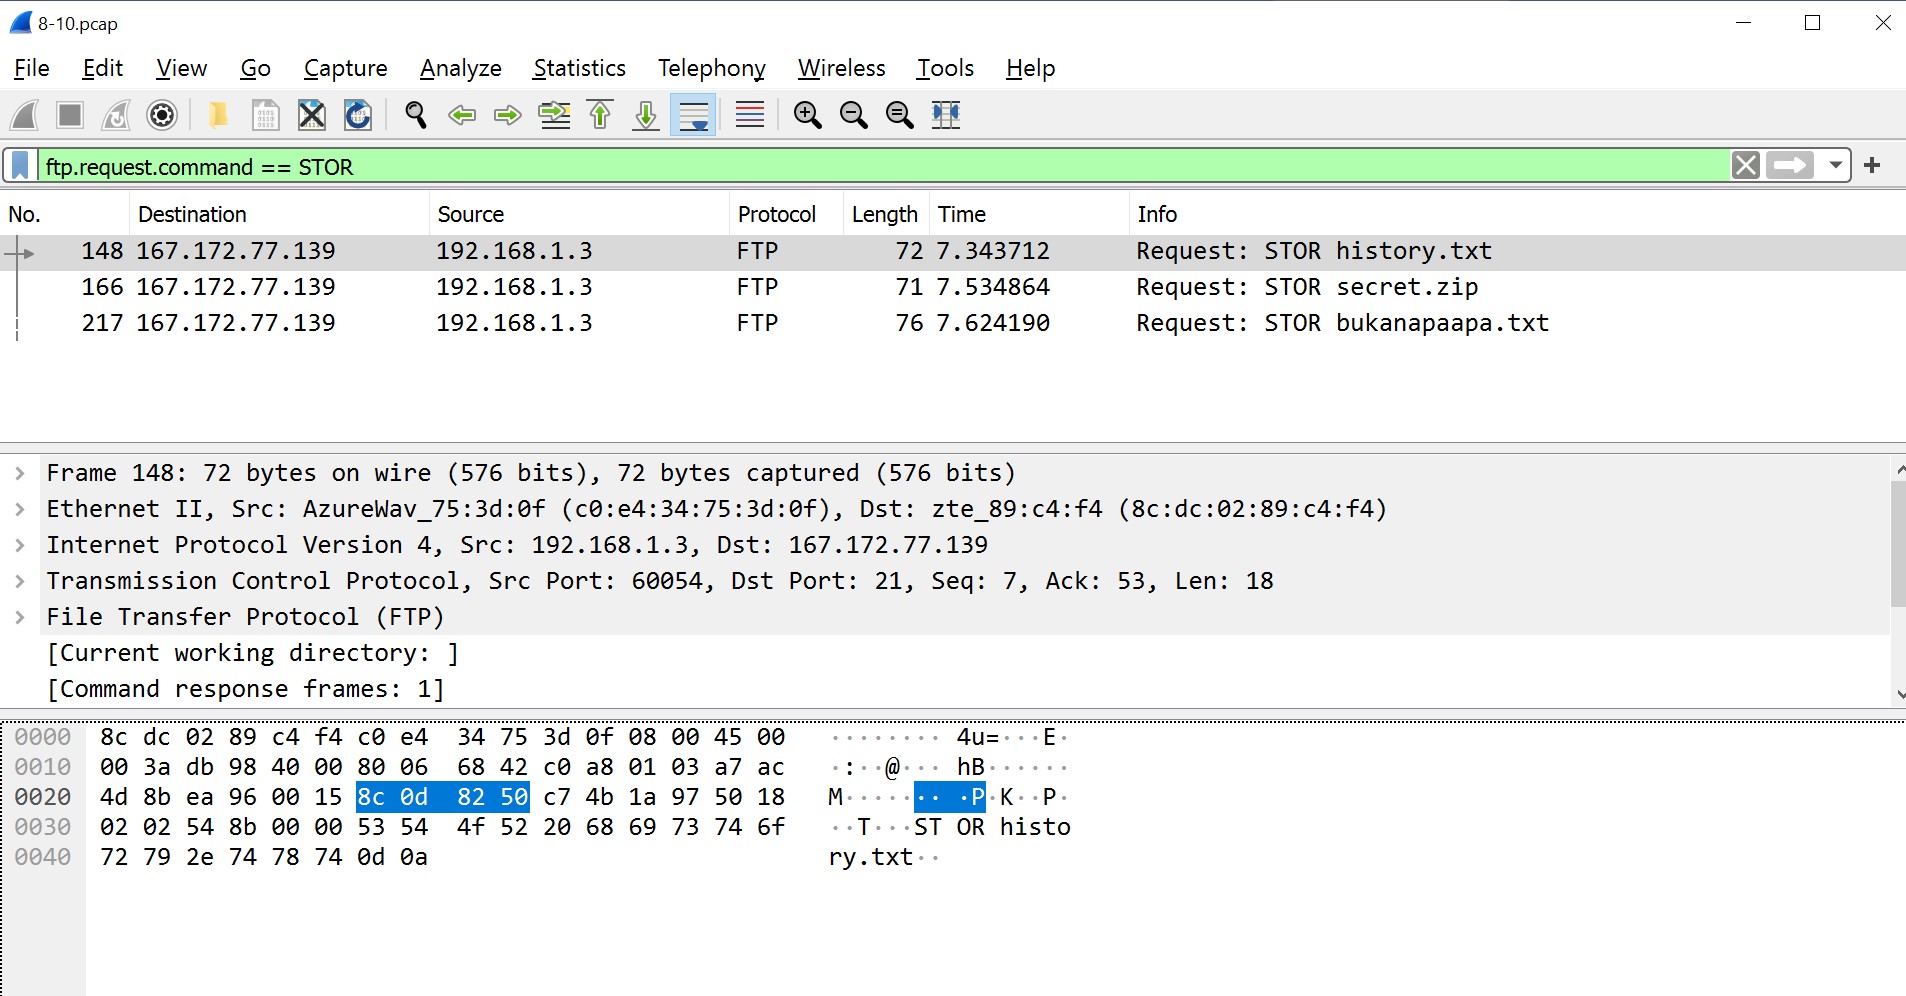 8-10.pcap
File Edit View Go Capture Analyze Statistics Telephony Wireless Tools Help
ftp.request.command == STOR
No. Destination Source Protocol Length Time Info
148 167.172.77.139 192.168.1.3 FTP 72 7.343712 Request: STOR history.txt
166 167.172.77.139 192.168.1.3 FTP 71 7.534864 Request: STOR secret.zip
217 167.172.77.139 192.168.1.3 FTP 76 7.624190 Request: STOR bukanapaapa.txt
Frame 148: 72 bytes on wire (576 bits), 72 bytes captured (576 bits)
Ethernet II, Src: AzureWav_75:3d:0f (c0:e4:34:75:3d:0f), Dst: zte_89:c4:f4 (8c:dc:02:89:c4:f4)
Internet Protocol Version 4, Src: 192.168.1.3, Dst: 167.172.77.139
Transmission Control Protocol, Src Port: 60054, Dst Port: 21, Seq: 7, Ack: 53, Len: 18
File Transfer Protocol (FTP)
[Current working directory: ]
[Command response frames: 1]
0000 8c dc 02 89 c4 f4 c0 e4 34 75 3d 0f 08 00 45 00 ········ 4u=···E·
0010 00 3a db 98 40 00 80 06 68 42 c0 a8 01 03 a7 ac ·:··@··· hB······
0020 4d 8b ea 96 00 15 8c 0d 82 50 c7 4b 1a 97 50 18 M······· ·P·K··P·
0030 02 02 54 8b 00 00 53 54 4f 52 20 68 69 73 74 6f ··T···ST OR histo
0040 72 79 2e 74 78 74 0d 0a ry.txt··